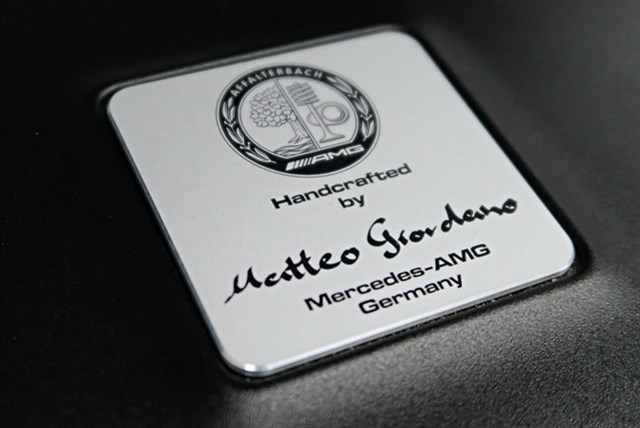 AFFALTERBACH
AMG
Handcrafted
by
Matteo Giordano
Mercedes-AMG
Germany